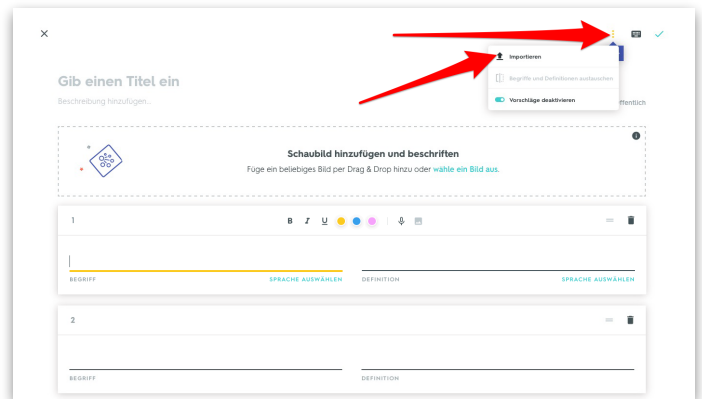 Importieren
Begriffe und Definitionen austauschen
Vorschläge deaktivieren
Gib einen Titel ein
Beschreibung hinzufügen...
ffentlich
Schaubild hinzufügen und beschriften
Füge ein beliebiges Bild per Drag & Drop hinzu oder wähle ein Bild aus.
1
B I U
BEGRIFF
SPRACHE AUSWÄHLEN
DEFINITION
SPRACHE AUSWÄHLEN
2
BEGRIFF
DEFINITION